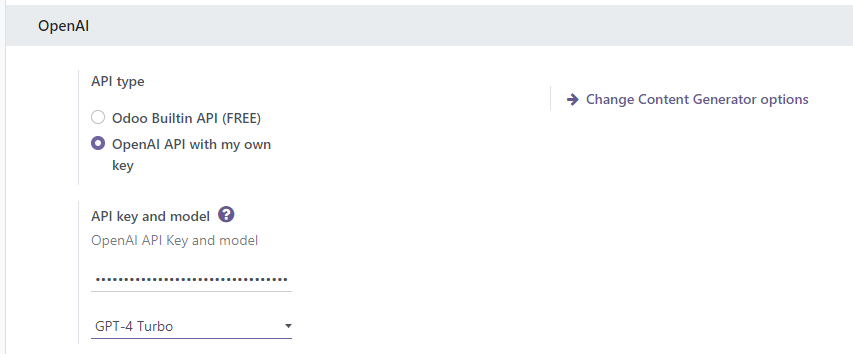 OpenAI
API type
Odoo Builtin API (FREE)
OpenAI API with my own
key
Change Content Generator options
API key and model ?
OpenAI API Key and model
••••••••••••••••••••••••••••••••••
GPT-4 Turbo